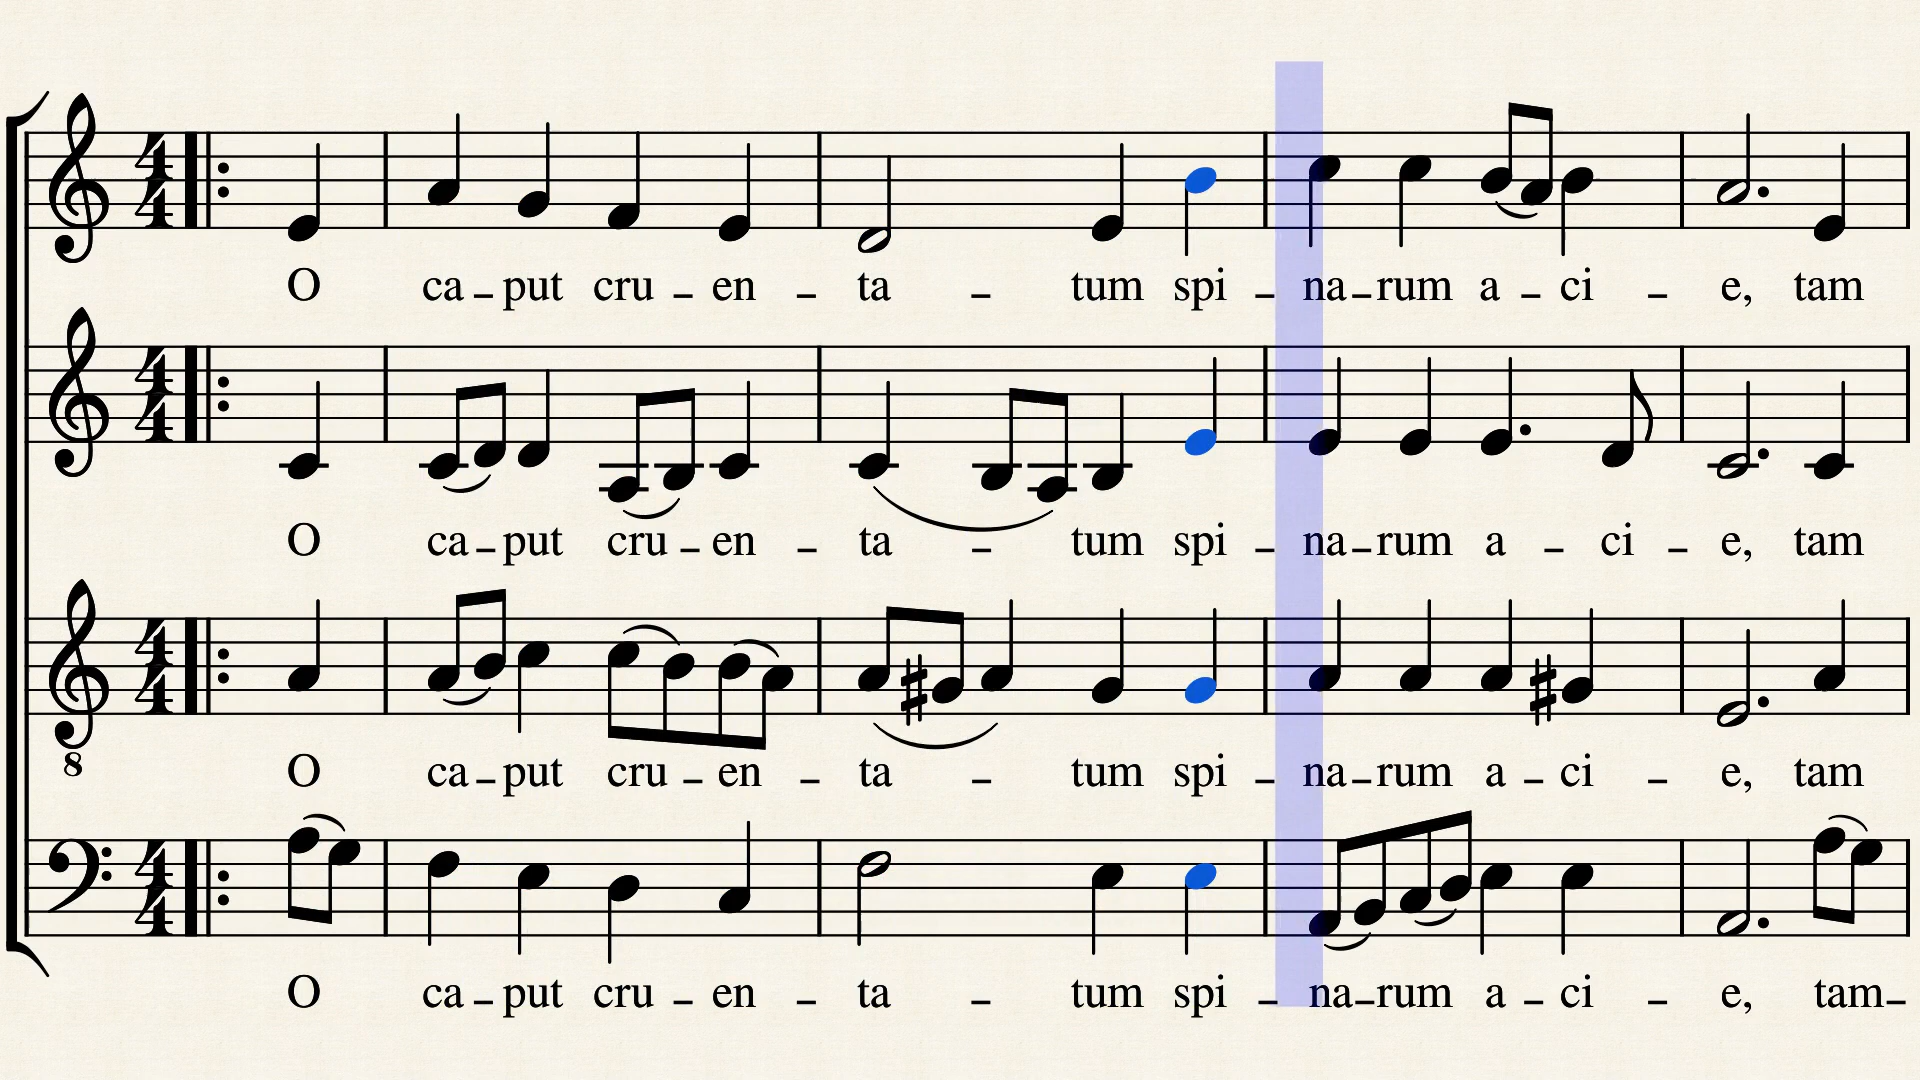 O ca - put cru - en - ta - tum spi - na - rum a - ci - e, tam
O ca - put cru - en - ta - tum spi - na - rum a - ci - e, tam
8
O ca - put cru - en - ta - tum spi - na - rum a - ci - e, tam
O ca - put cru - en - ta - tum spi - na - rum a - ci - e, tam -